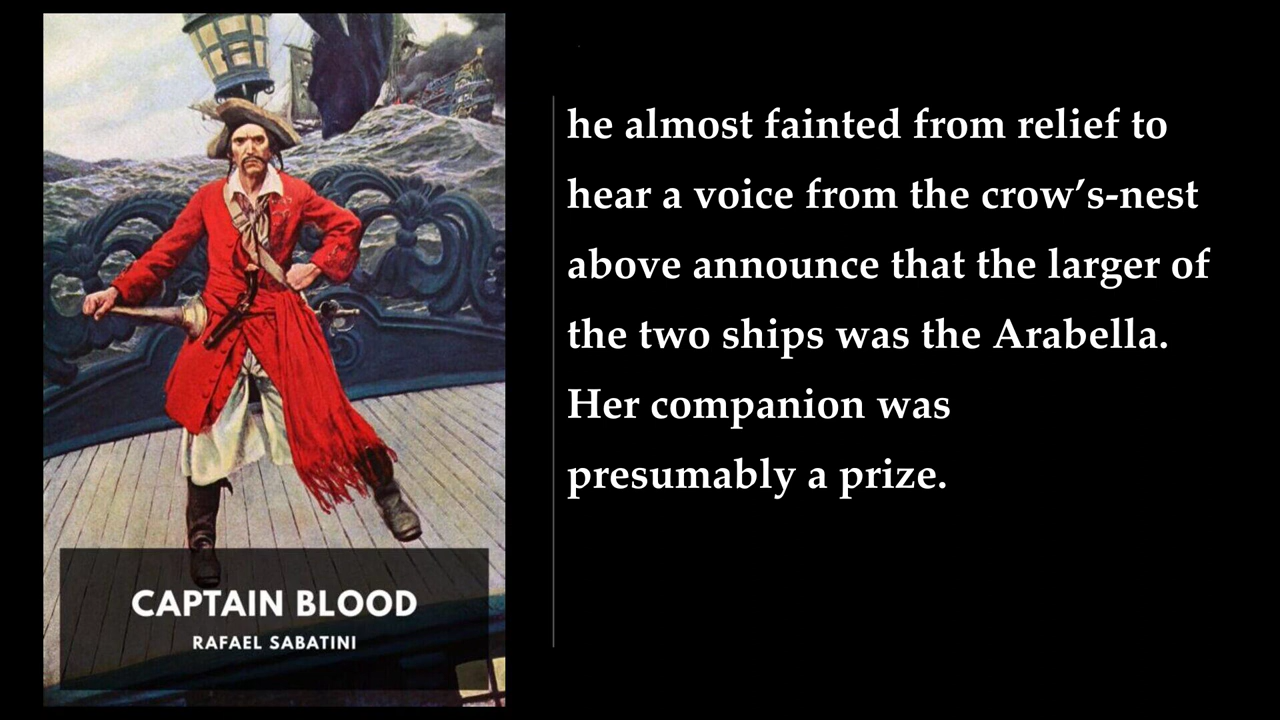 he almost fainted from relief to
hear a voice from the crow’s-nest
above announce that the larger of
the two ships was the Arabella.
Her companion was
presumably a prize.
CAPTAIN BLOOD
RAFAEL SABATINI